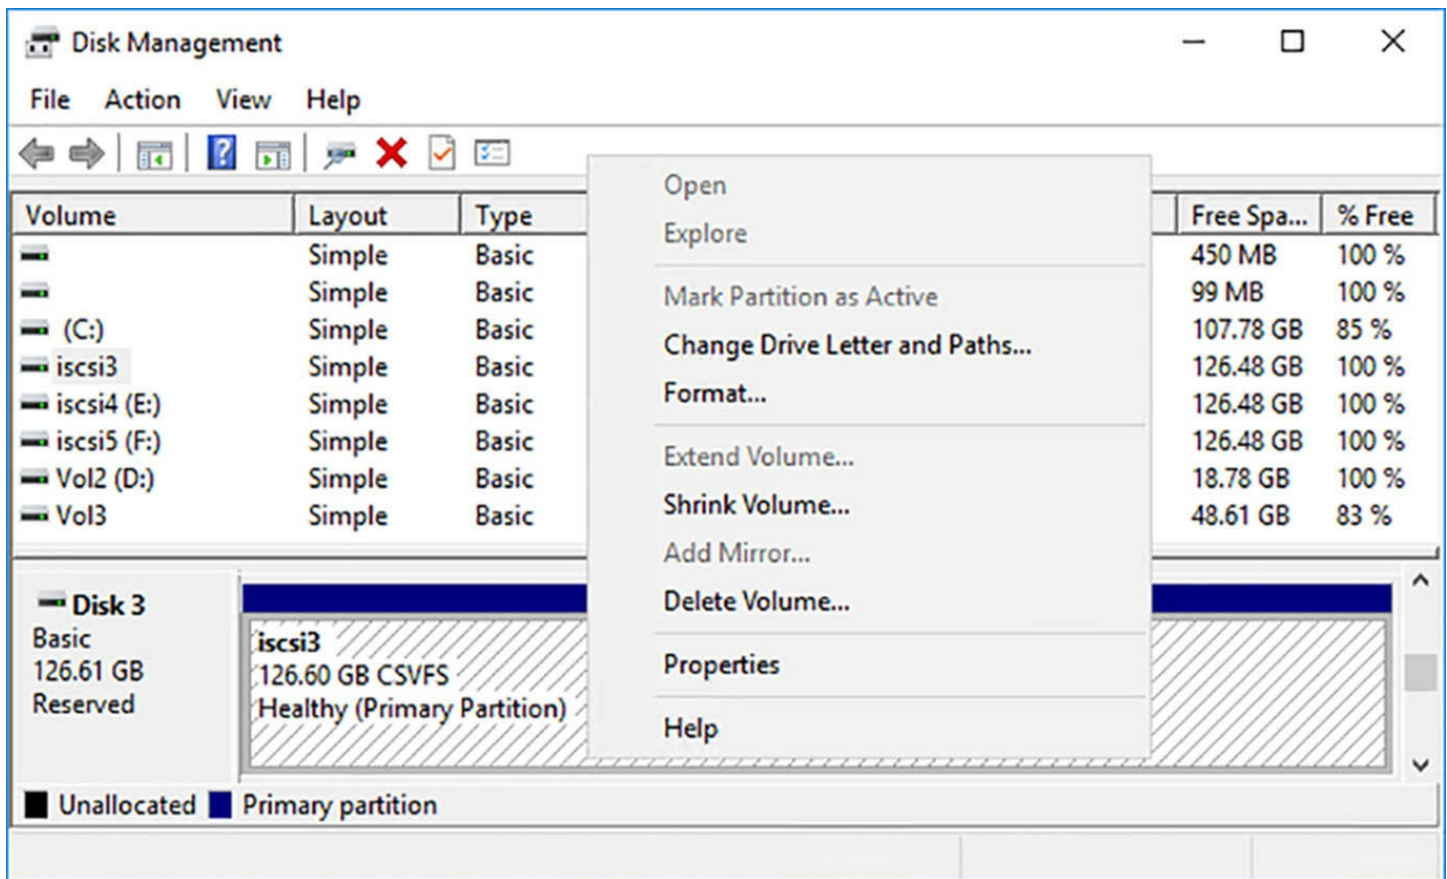 Disk Management
File Action View Help
Volume Layout Type Free Spa... % Free
Simple Basic 450 MB 100 %
Simple Basic 99 MB 100 %
(C:) Simple Basic 107.78 GB 85 %
iscsi3 Simple Basic 126.48 GB 100 %
iscsi4 (E:) Simple Basic 126.48 GB 100 %
iscsi5 (F:) Simple Basic 126.48 GB 100 %
Vol2 (D:) Simple Basic 18.78 GB 100 %
Vol3 Simple Basic 48.61 GB 83 %
Open
Explore
Mark Partition as Active
Change Drive Letter and Paths...
Format...
Extend Volume...
Shrink Volume...
Add Mirror...
Delete Volume...
Properties
Help
Disk 3
Basic
126.61 GB
Reserved
iscsi3
126.60 GB CSVFS
Healthy (Primary Partition)
Unallocated Primary partition